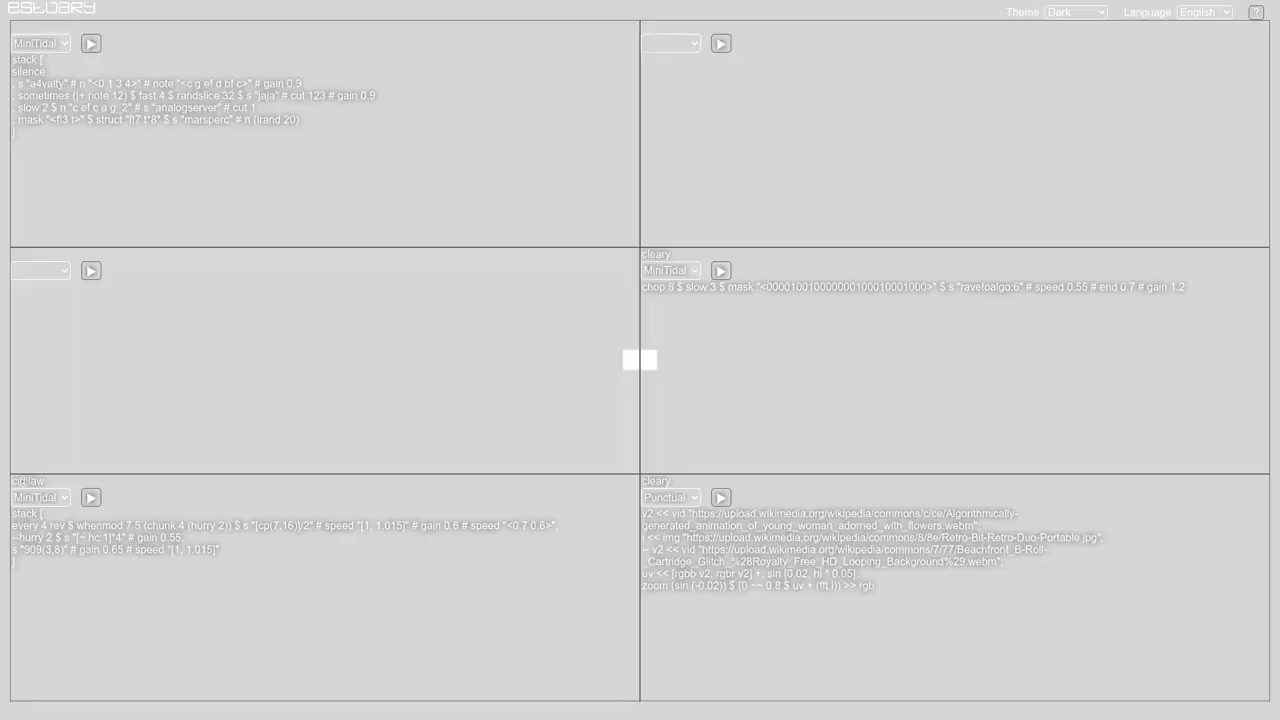 estuary
Theme Dark Language English ?
MiniTidal
stack [
silence
, s "a4valfy" # n "<0 1 3 4>" # note "<c g ef d bf c>" # gain 0.9
, sometimes (|+ note 12) $ fast 4 $ randslice 32 $ s "jaja" # cut 123 # gain 0.9
, slow 2 $ n "c ef c a g_2" # s "analogserver" # cut 1
, mask "<f!3 t>" $ struct "f!7 t*8" $ s "marsperc" # n (irand 20)
]
cleary
MiniTidal
chop 8 $ slow 3 $ mask "<000010010000000100010001000>" $ s "ravetoalgo:6" # speed 0.55 # end 0.7 # gain 1.2
c@law
MiniTidal
stack [
every 4 rev $ whenmod 7 5 (chunk 4 (hurry 2)) $ s "[cp(7,16)]/2" # speed "[1, 1.015]" # gain 0.6 # speed "<0.7 0.6>",
--hurry 2 $ s "[~ hc:1]*4" # gain 0.55,
s "909(3,8)" # gain 0.65 # speed "[1, 1.015]"
]
cleary
Punctual
v2 << vid "https://upload.wikimedia.org/wikipedia/commons/c/ce/Algorithmically-
generated_animation_of_young_woman_adorned_with_flowers.webm";
i << img "https://upload.wikimedia.org/wikipedia/commons/8/8e/Retro-Bit-Retro-Duo-Portable.jpg";
-- v2 << vid "https://upload.wikimedia.org/wikipedia/commons/7/77/Beachfront_B-Roll-
_Cartridge_Glitch_%28Royalty_Free_HD_Looping_Background%29.webm";
uv << [rgbb v2, rgbr v2] +: sin [0.02, hi * 0.05];
zoom (sin (-0.02)) $ (0 ~~ 0.8 $ uv + (fft i)) >> rgb